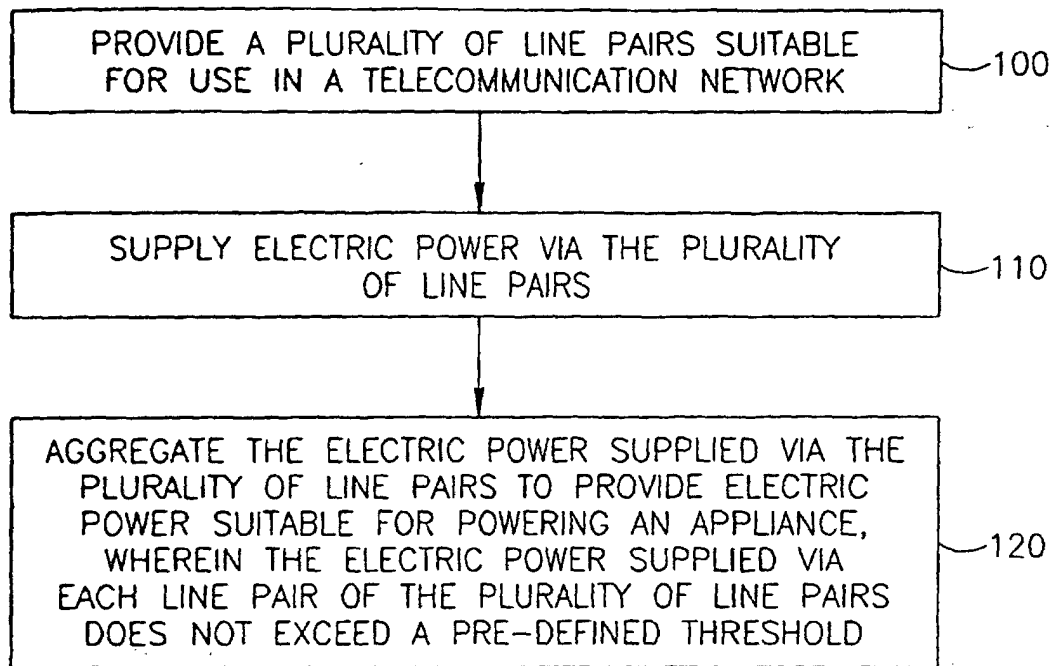 PROVIDE A PLURALITY OF LINE PAIRS SUITABLE
FOR USE IN A TELECOMMUNICATION NETWORK
100
SUPPLY ELECTRIC POWER VIA THE PLURALITY
OF LINE PAIRS
110
AGGREGATE THE ELECTRIC POWER SUPPLIED VIA THE
PLURALITY OF LINE PAIRS TO PROVIDE ELECTRIC
POWER SUITABLE FOR POWERING AN APPLIANCE,
WHEREIN THE ELECTRIC POWER SUPPLIED VIA
EACH LINE PAIR OF THE PLURALITY OF LINE PAIRS
DOES NOT EXCEED A PRE-DEFINED THRESHOLD
120